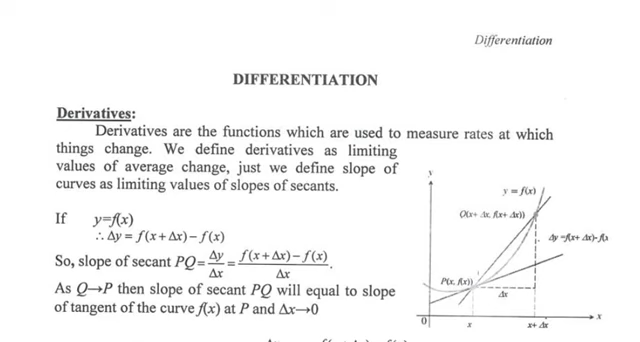 Differentiation
DIFFERENTIATION
Derivatives:
Derivatives are the functions which are used to measure rates at which
things change. We define derivatives as limiting
values of average change, just we define slope of
curves as limiting values of slopes of secants.
If y=f(x)
∴ Δy = f(x+Δx)−f(x)
So, slope of secant PQ= Δy/Δx = f(x+Δx)−f(x)/Δx.
As Q→P then slope of secant PQ will equal to slope
of tangent of the curve f(x) at P and Δx→0
y
y = f(x)
Q(x+ Δx, f(x+ Δx))
Δy =f(x+ Δx)-f(x
P(x, f(x))
Δx
0
x
x+ Δx
x